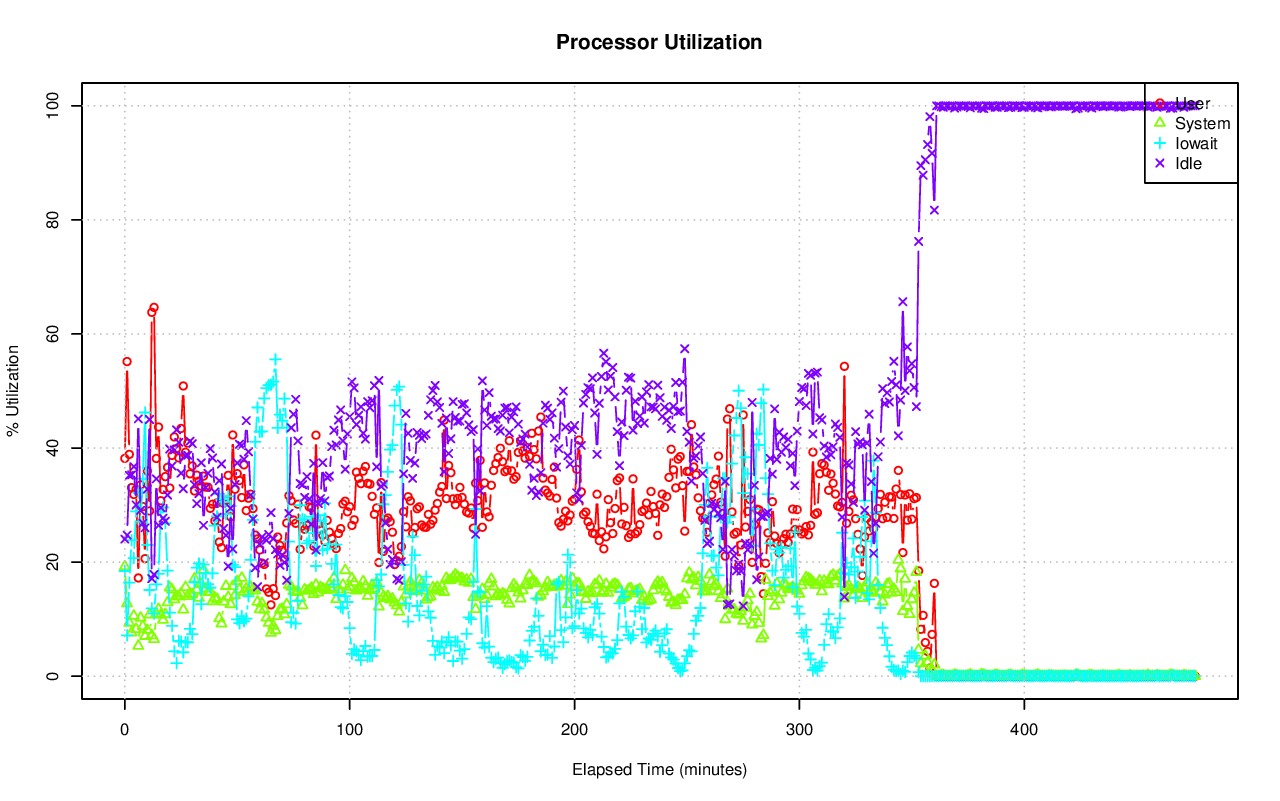 Processor Utilization
% Utilization
100
80
60
40
20
0
User
System
Iowait
Idle
0 100 200 300 400
Elapsed Time (minutes)